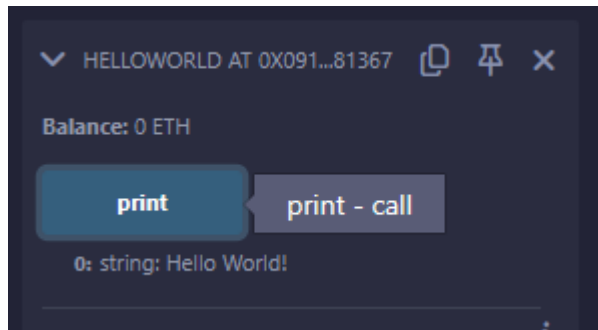 HELLOWORLD AT 0X091...81367
Balance: 0 ETH
print
print - call
0: string: Hello World!